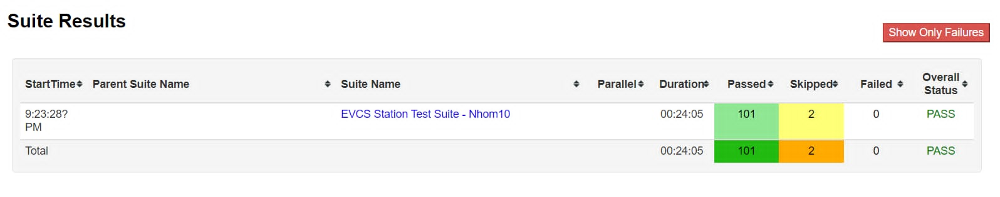 Suite Results
Show Only Failures
StartTime Parent Suite Name Suite Name Parallel Duration Passed Skipped Failed Overall Status
9:23:28? PM EVCS Station Test Suite - Nhom10 00:24:05 101 2 0 PASS
Total 00:24:05 101 2 0 PASS